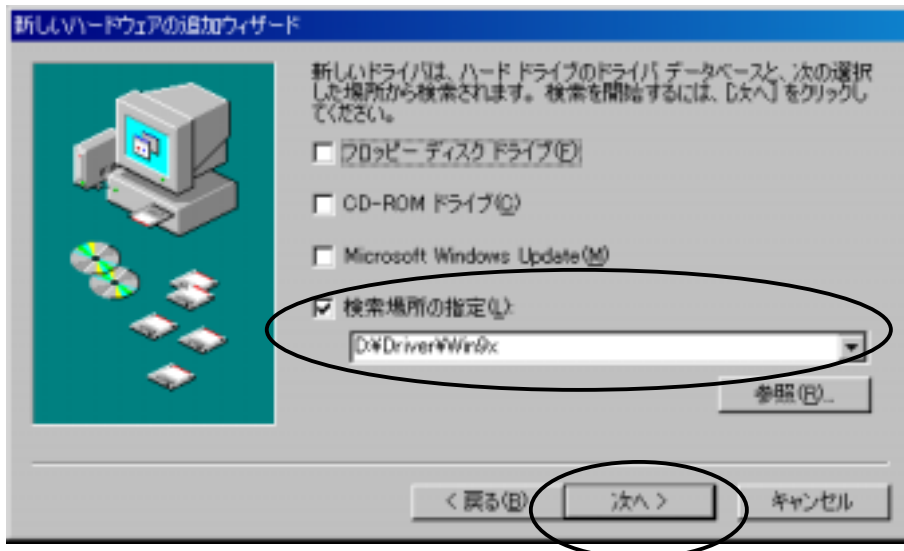 新しいハードウェアの追加ウィザード
新しいドライバは、ハード ドライブのドライバ データベースと、次の選択
した場所から検索されます。検索を開始するには、[次へ] をクリックし
てください。
フロッピー ディスク ドライブ(F)
CD-ROM ドライブ(C)
Microsoft Windows Update(M)
検索場所の指定(L):
D:¥Driver¥Win9x
参照(R)...
< 戻る(B)
次へ >
キャンセル